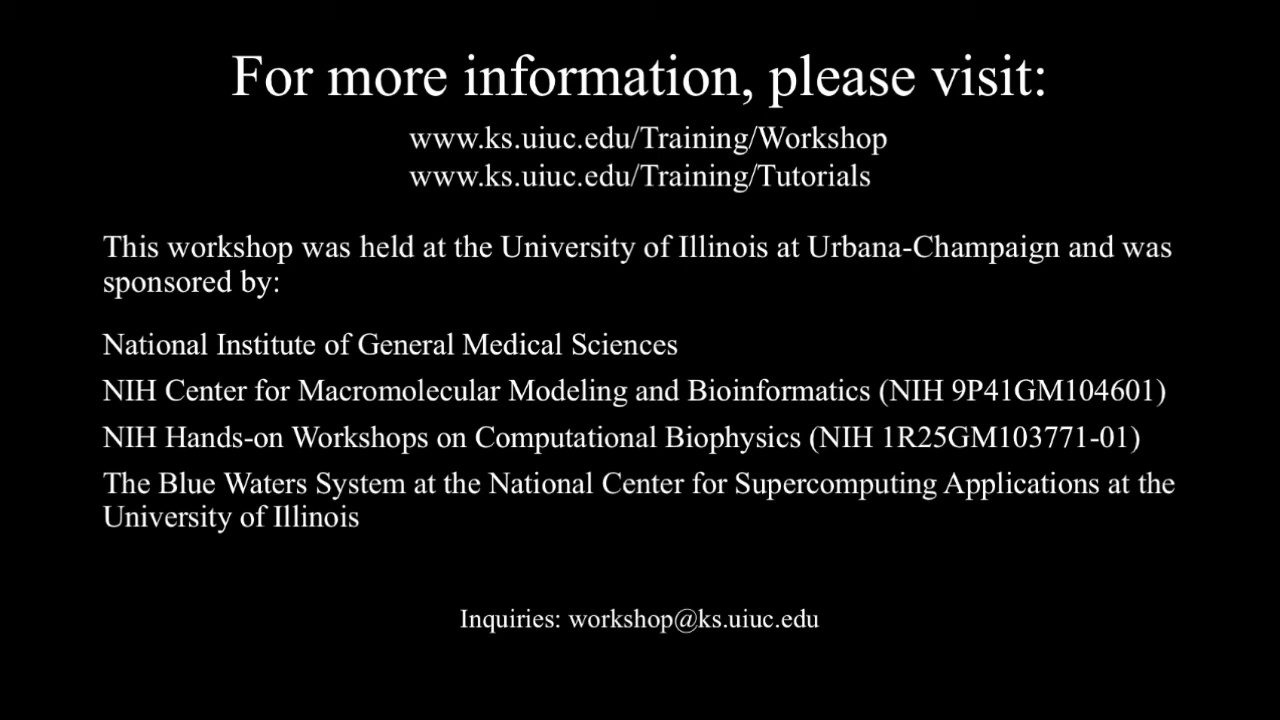 For more information, please visit:
www.ks.uiuc.edu/Training/Workshop
www.ks.uiuc.edu/Training/Tutorials
This workshop was held at the University of Illinois at Urbana-Champaign and was
sponsored by:
National Institute of General Medical Sciences
NIH Center for Macromolecular Modeling and Bioinformatics (NIH 9P41GM104601)
NIH Hands-on Workshops on Computational Biophysics (NIH 1R25GM103771-01)
The Blue Waters System at the National Center for Supercomputing Applications at the
University of Illinois
Inquiries: workshop@ks.uiuc.edu